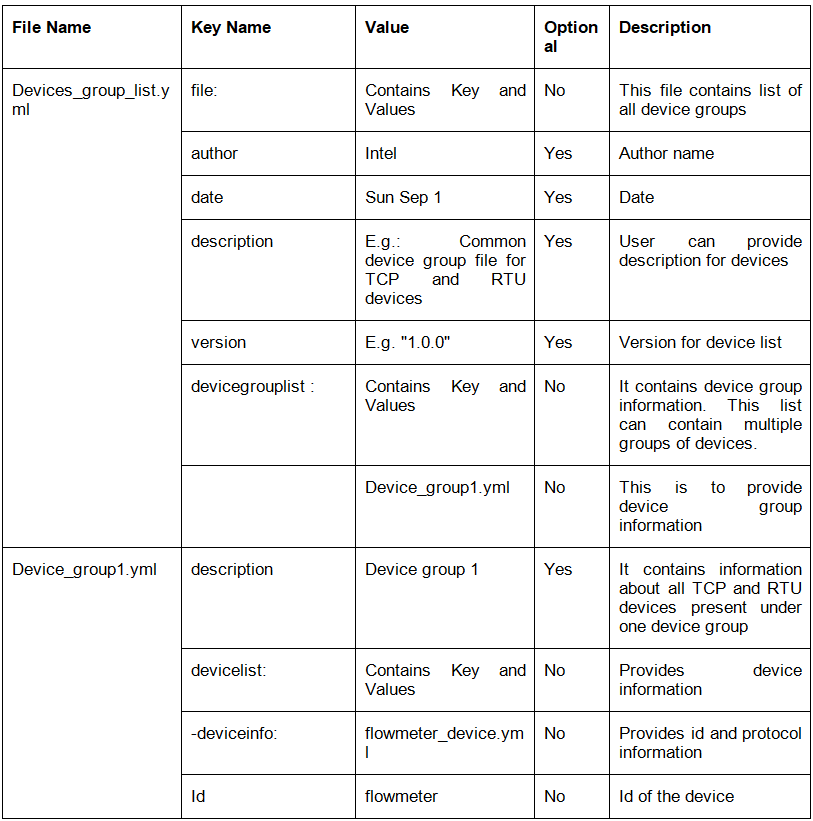 File Name Key Name Value Option
al Description
Devices_group_list.y
ml file: Contains Key and
Values No This file contains list of
all device groups
author Intel Yes Author name
date Sun Sep 1 Yes Date
description E.g.: Common
device group file for
TCP and RTU
devices Yes User can provide
description for devices
version E.g. "1.0.0" Yes Version for device list
devicegrouplist : Contains Key and
Values No It contains device group
information. This list
can contain multiple
groups of devices.
Device_group1.yml No This is to provide
device group
information
Device_group1.yml description Device group 1 Yes It contains information
about all TCP and RTU
devices present under
one device group
devicelist: Contains Key and
Values No Provides device
information
-deviceinfo: flowmeter_device.ym
l No Provides id and protocol
information
Id flowmeter No Id of the device